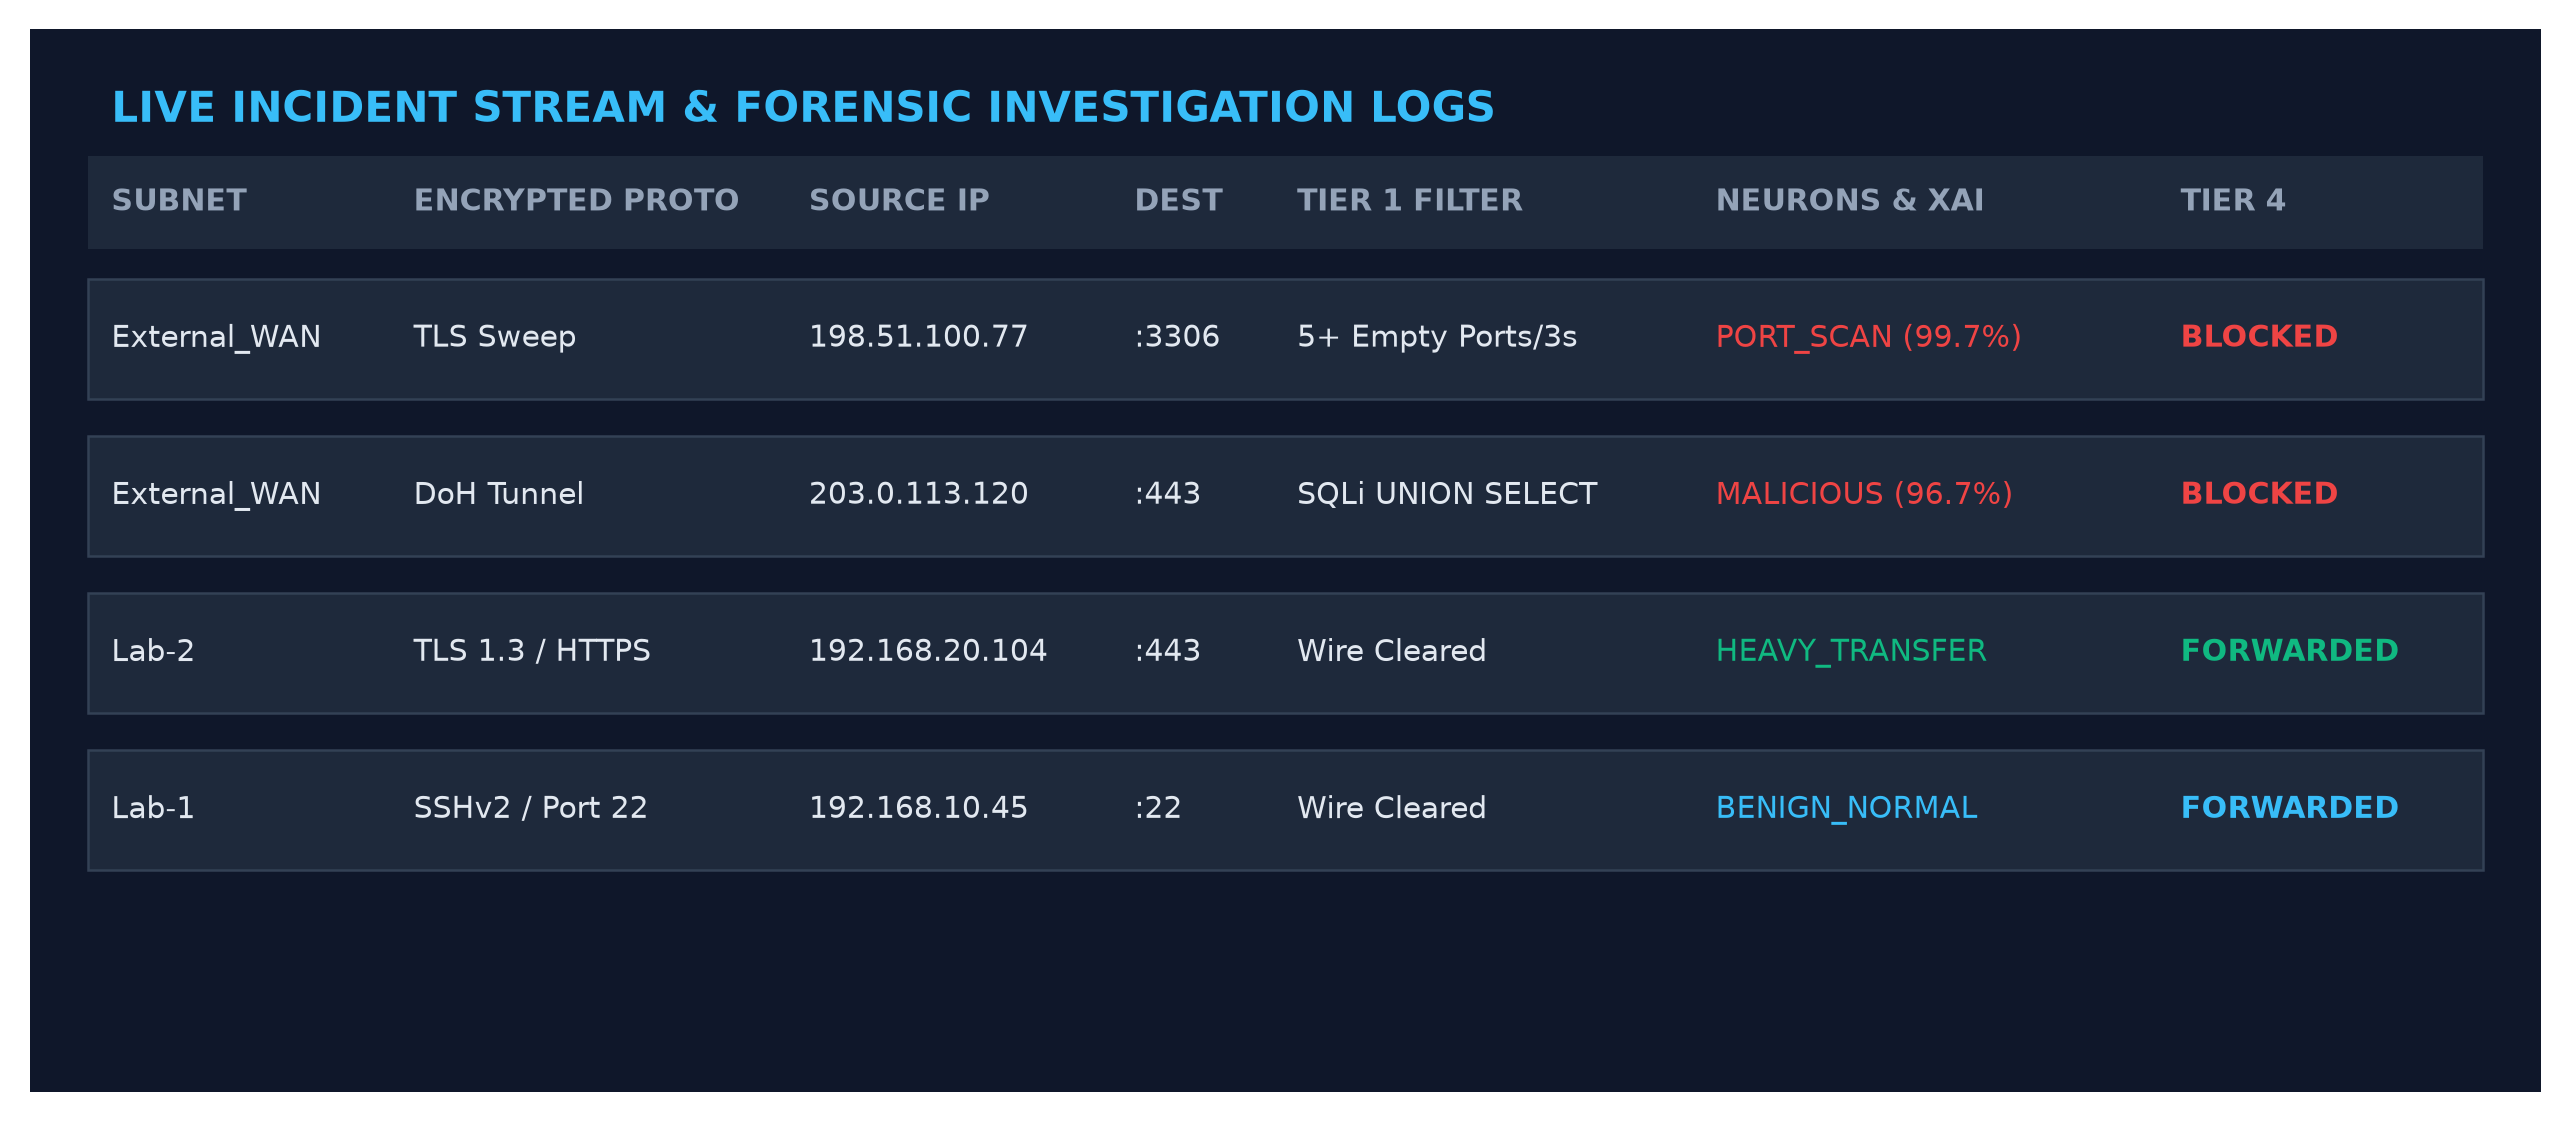 LIVE INCIDENT STREAM & FORENSIC INVESTIGATION LOGS
SUBNET ENCRYPTED PROTO SOURCE IP DEST TIER 1 FILTER NEURONS & XAI TIER 4
External_WAN TLS Sweep 198.51.100.77 :3306 5+ Empty Ports/3s PORT_SCAN (99.7%) BLOCKED
External_WAN DoH Tunnel 203.0.113.120 :443 SQLi UNION SELECT MALICIOUS (96.7%) BLOCKED
Lab-2 TLS 1.3 / HTTPS 192.168.20.104 :443 Wire Cleared HEAVY_TRANSFER FORWARDED
Lab-1 SSHv2 / Port 22 192.168.10.45 :22 Wire Cleared BENIGN_NORMAL FORWARDED